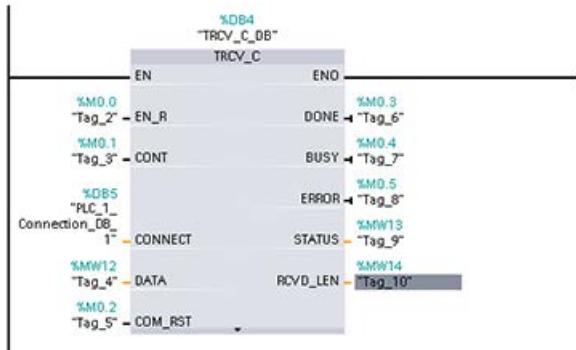 %DB4
"TRCV_C_DB"
TRCV_C
EN ENO
%M0.0 %M0.3
"Tag_2" EN_R DONE "Tag_6"
%M0.1 %M0.4
"Tag_3" CONT BUSY "Tag_7"
%DB5 %M0.5
"PLC_1_ ERROR "Tag_8"
Connection_DB_ %MW13
1" CONNECT STATUS "Tag_9"
%MW12 %MW14
"Tag_4" DATA RCVD_LEN "Tag_10"
%M0.2
"Tag_5" COM_RST